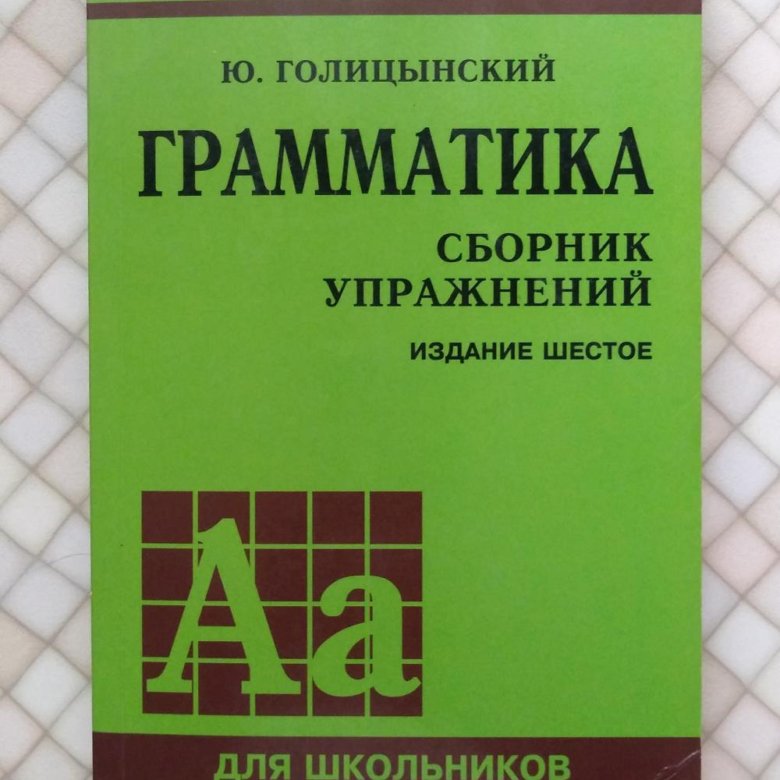 Ю. ГОЛИЦЫНСКИЙ
ГРАММАТИКА
СБОРНИК
УПРАЖНЕНИЙ
ИЗДАНИЕ ШЕСТОЕ
Aa
ДЛЯ ШКОЛЬНИКОВ